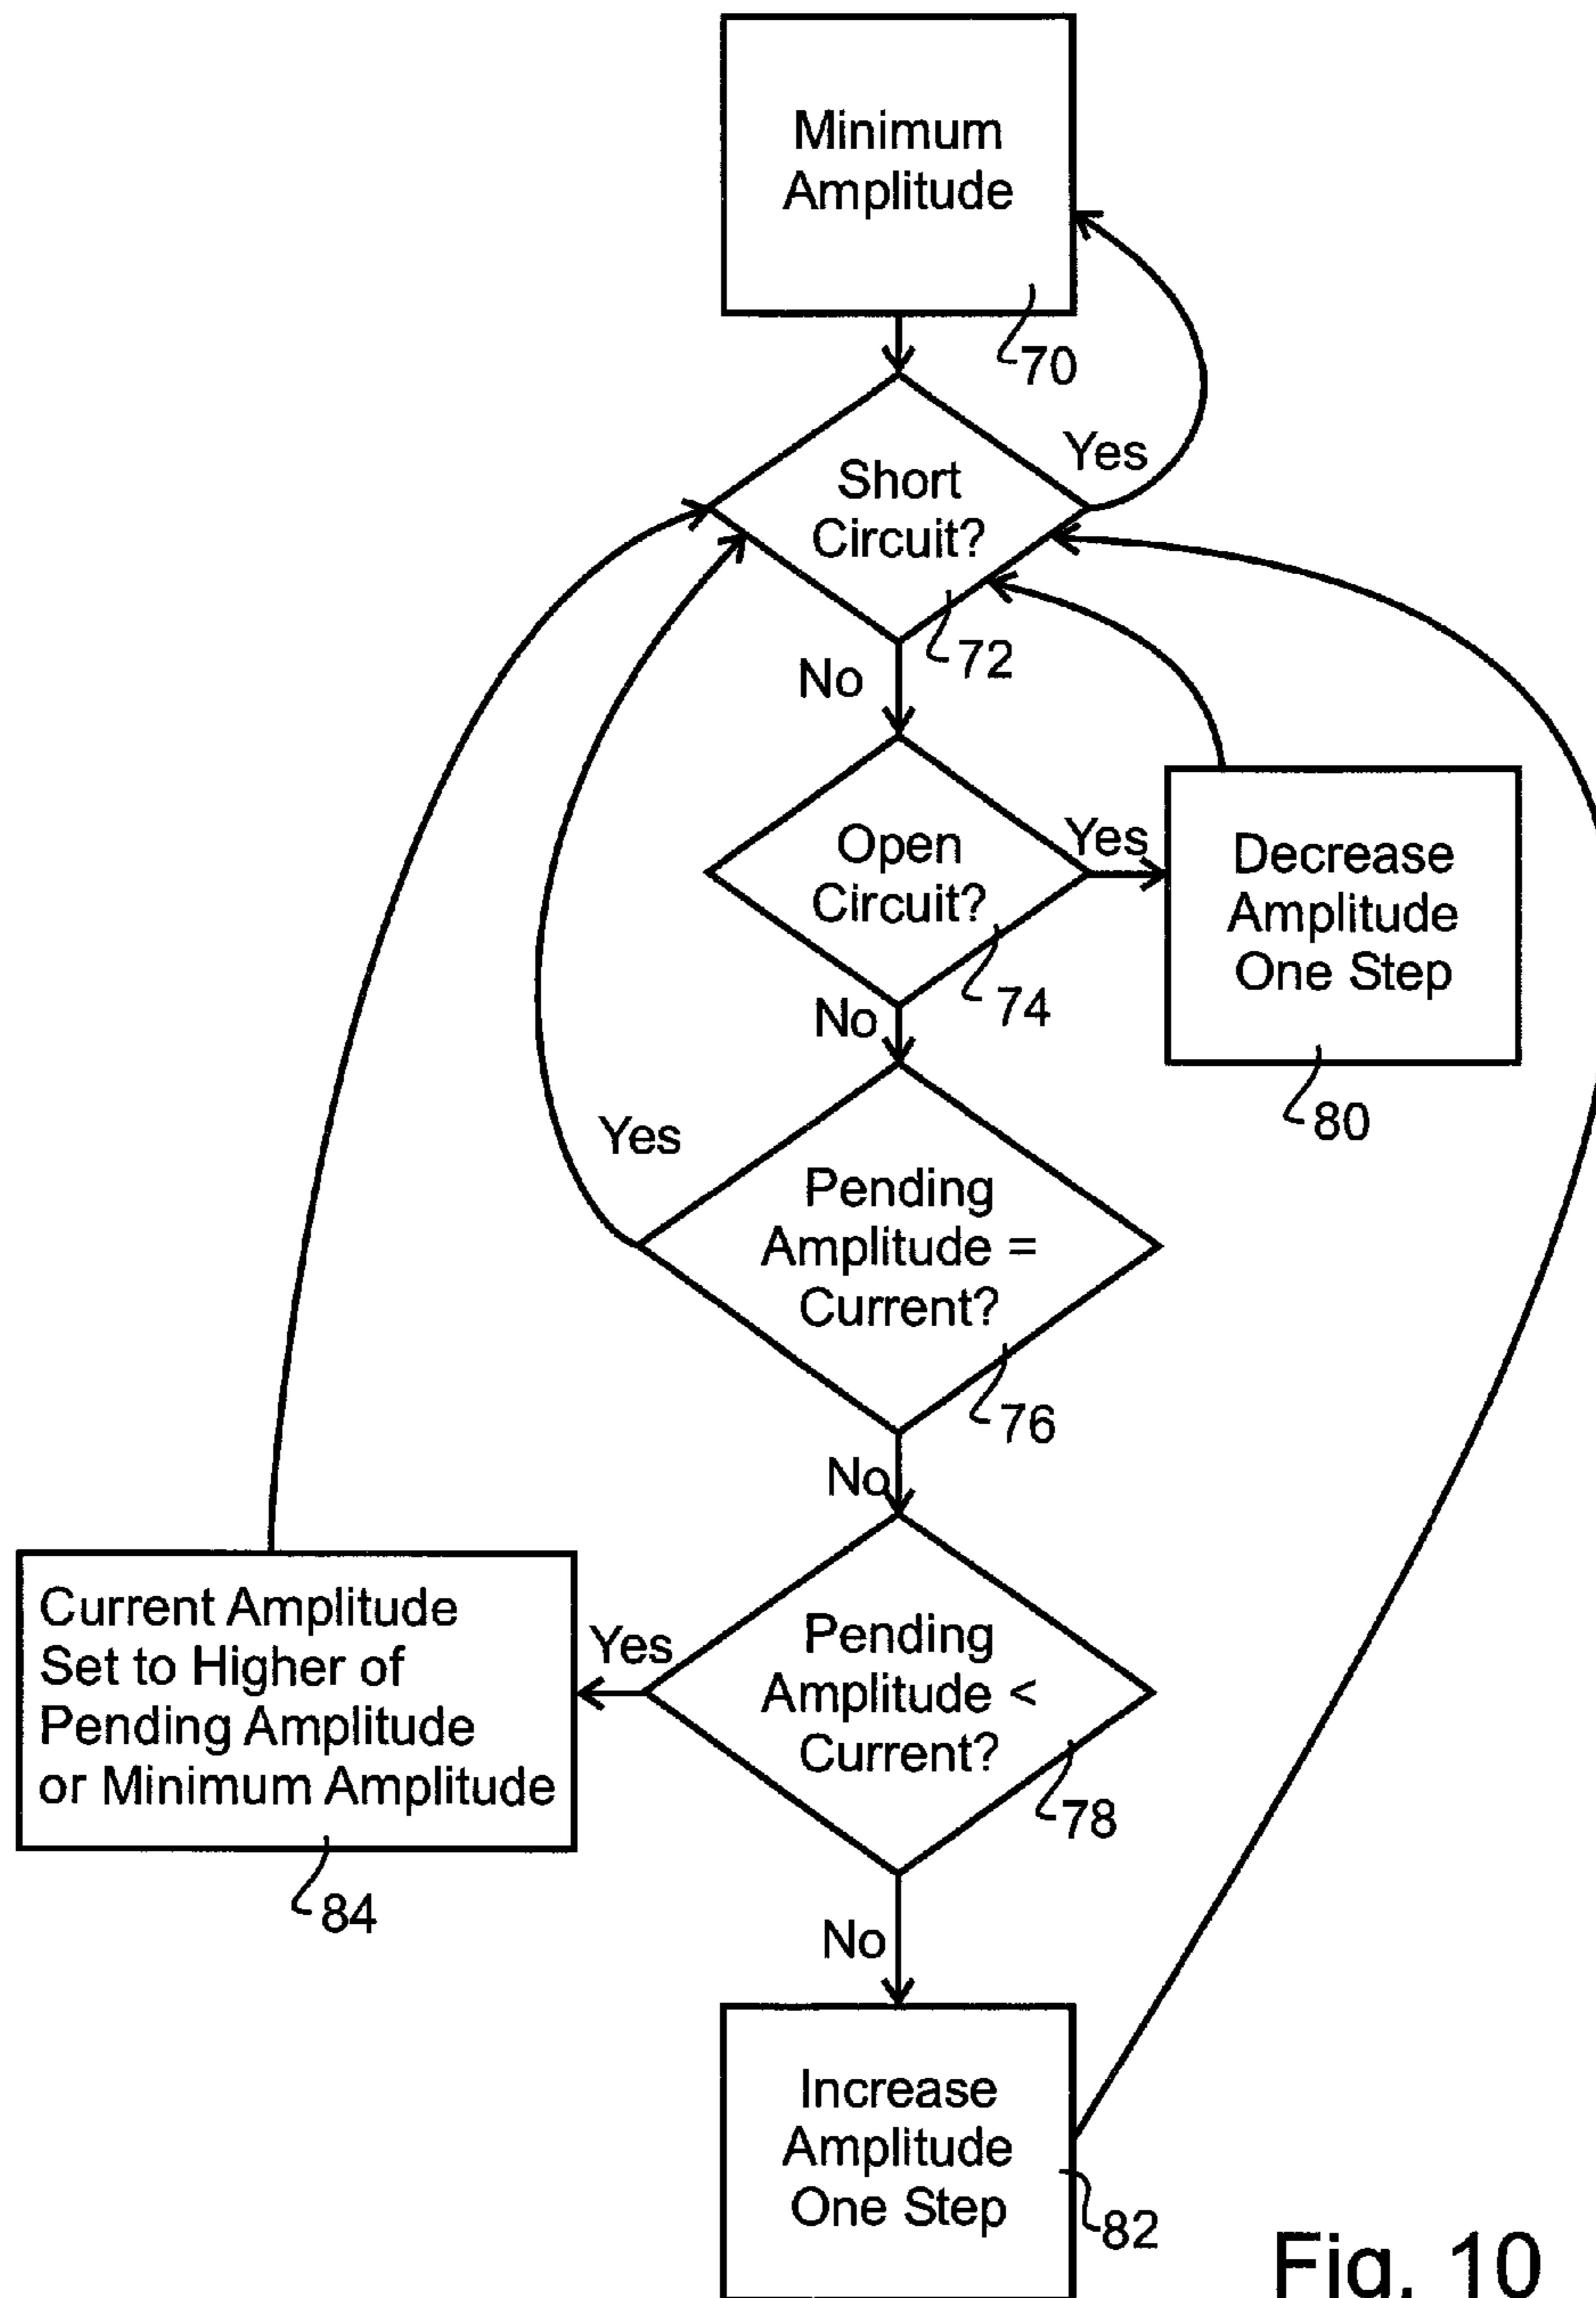 Minimum
Amplitude
70
Yes
Short
Circuit?
72
No
Open
Circuit?
74
Yes
Decrease
Amplitude
One Step
80
No
Yes
Pending
Amplitude =
Current?
76
No
Pending
Amplitude <
Current?
78
Yes
Current Amplitude
Set to Higher of
Pending Amplitude
or Minimum Amplitude
84
No
Increase
Amplitude
One Step
82
Fig. 10